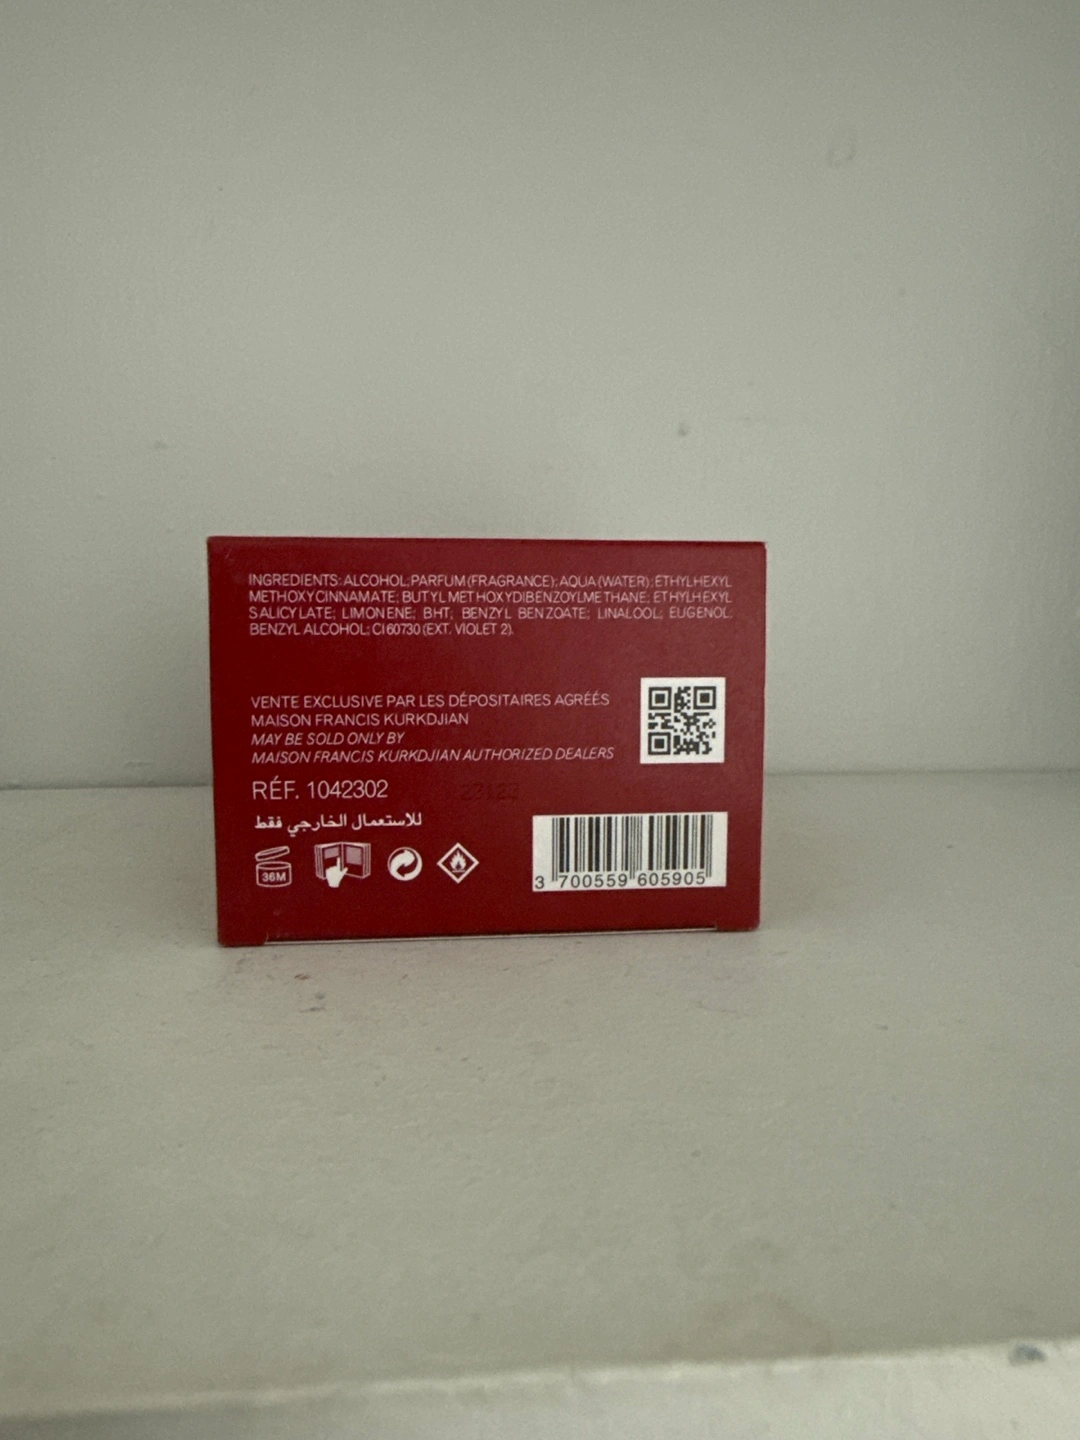 INGREDIENTS: ALCOHOL; PARFUM (FRAGRANCE); AQUA (WATER); ETHYLHEXYL
METHOXYCINNAMATE; BUTYL METHOXYDIBENZOYLMETHANE; ETHYLHEXYL
SALICYLATE; LIMONENE; BHT; BENZYL BENZOATE; LINALOOL; EUGENOL;
BENZYL ALCOHOL; CI 60730 (EXT. VIOLET 2).
VENTE EXCLUSIVE PAR LES DÉPOSITAIRES AGRÉÉS
MAISON FRANCIS KURKDJIAN
MAY BE SOLD ONLY BY
MAISON FRANCIS KURKDJIAN AUTHORIZED DEALERS
RÉF. 1042302
للاستعمال الخارجي فقط
36M
3 700559 605905